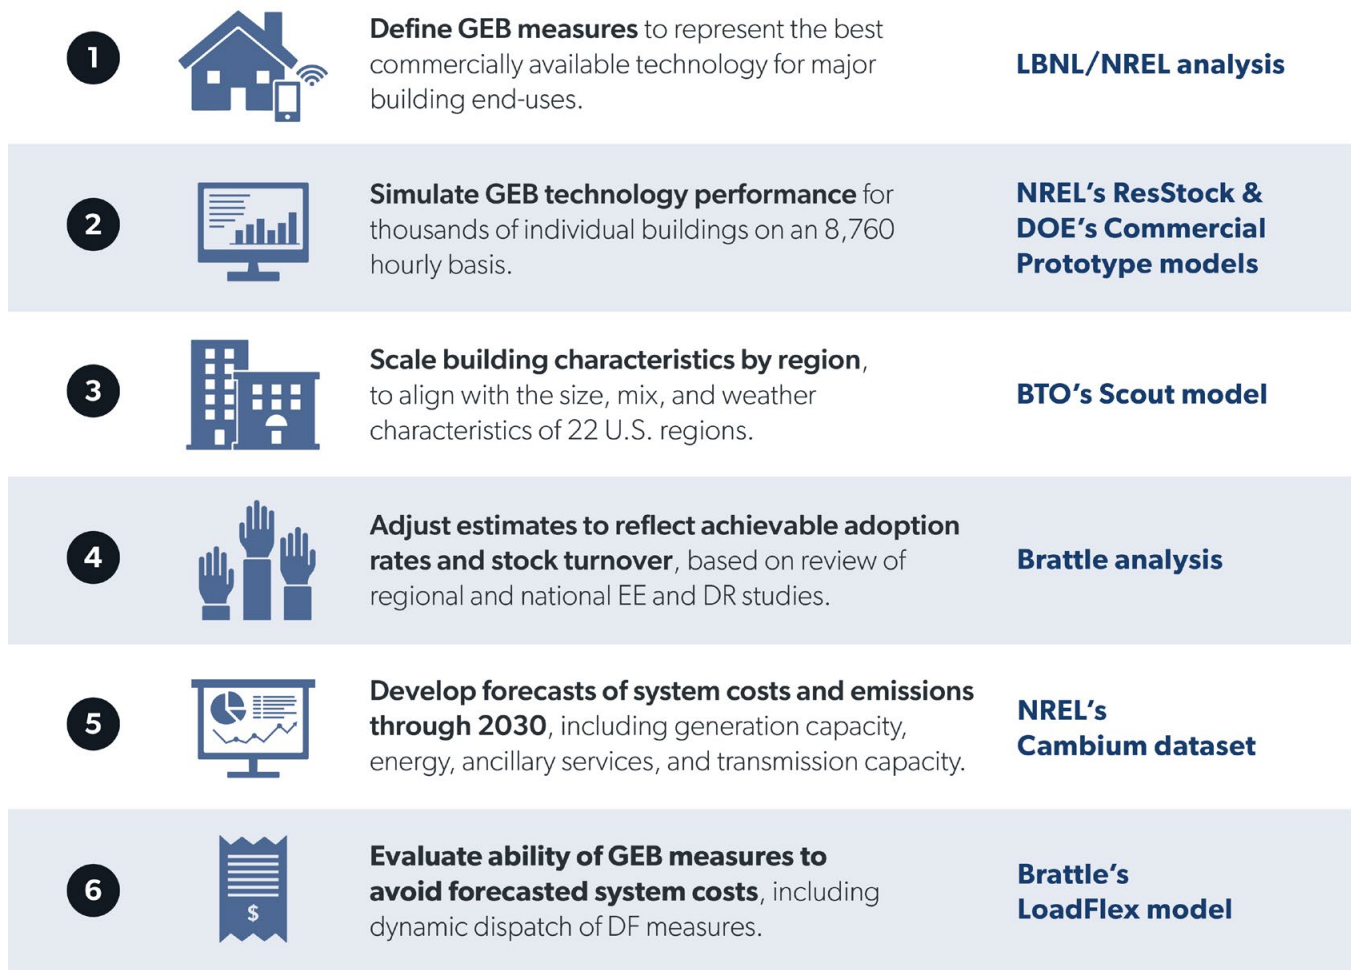 1
Define GEB measures to represent the best
commercially available technology for major
building end-uses.
LBNL/NREL analysis
2
Simulate GEB technology performance for
thousands of individual buildings on an 8,760
hourly basis.
NREL's ResStock &
DOE's Commercial
Prototype models
3
Scale building characteristics by region,
to align with the size, mix, and weather
characteristics of 22 U.S. regions.
BTO's Scout model
4
Adjust estimates to reflect achievable adoption
rates and stock turnover, based on review of
regional and national EE and DR studies.
Brattle analysis
5
Develop forecasts of system costs and emissions
through 2030, including generation capacity,
energy, ancillary services, and transmission capacity.
NREL's
Cambium dataset
6
$
Evaluate ability of GEB measures to
avoid forecasted system costs, including
dynamic dispatch of DF measures.
Brattle's
LoadFlex model